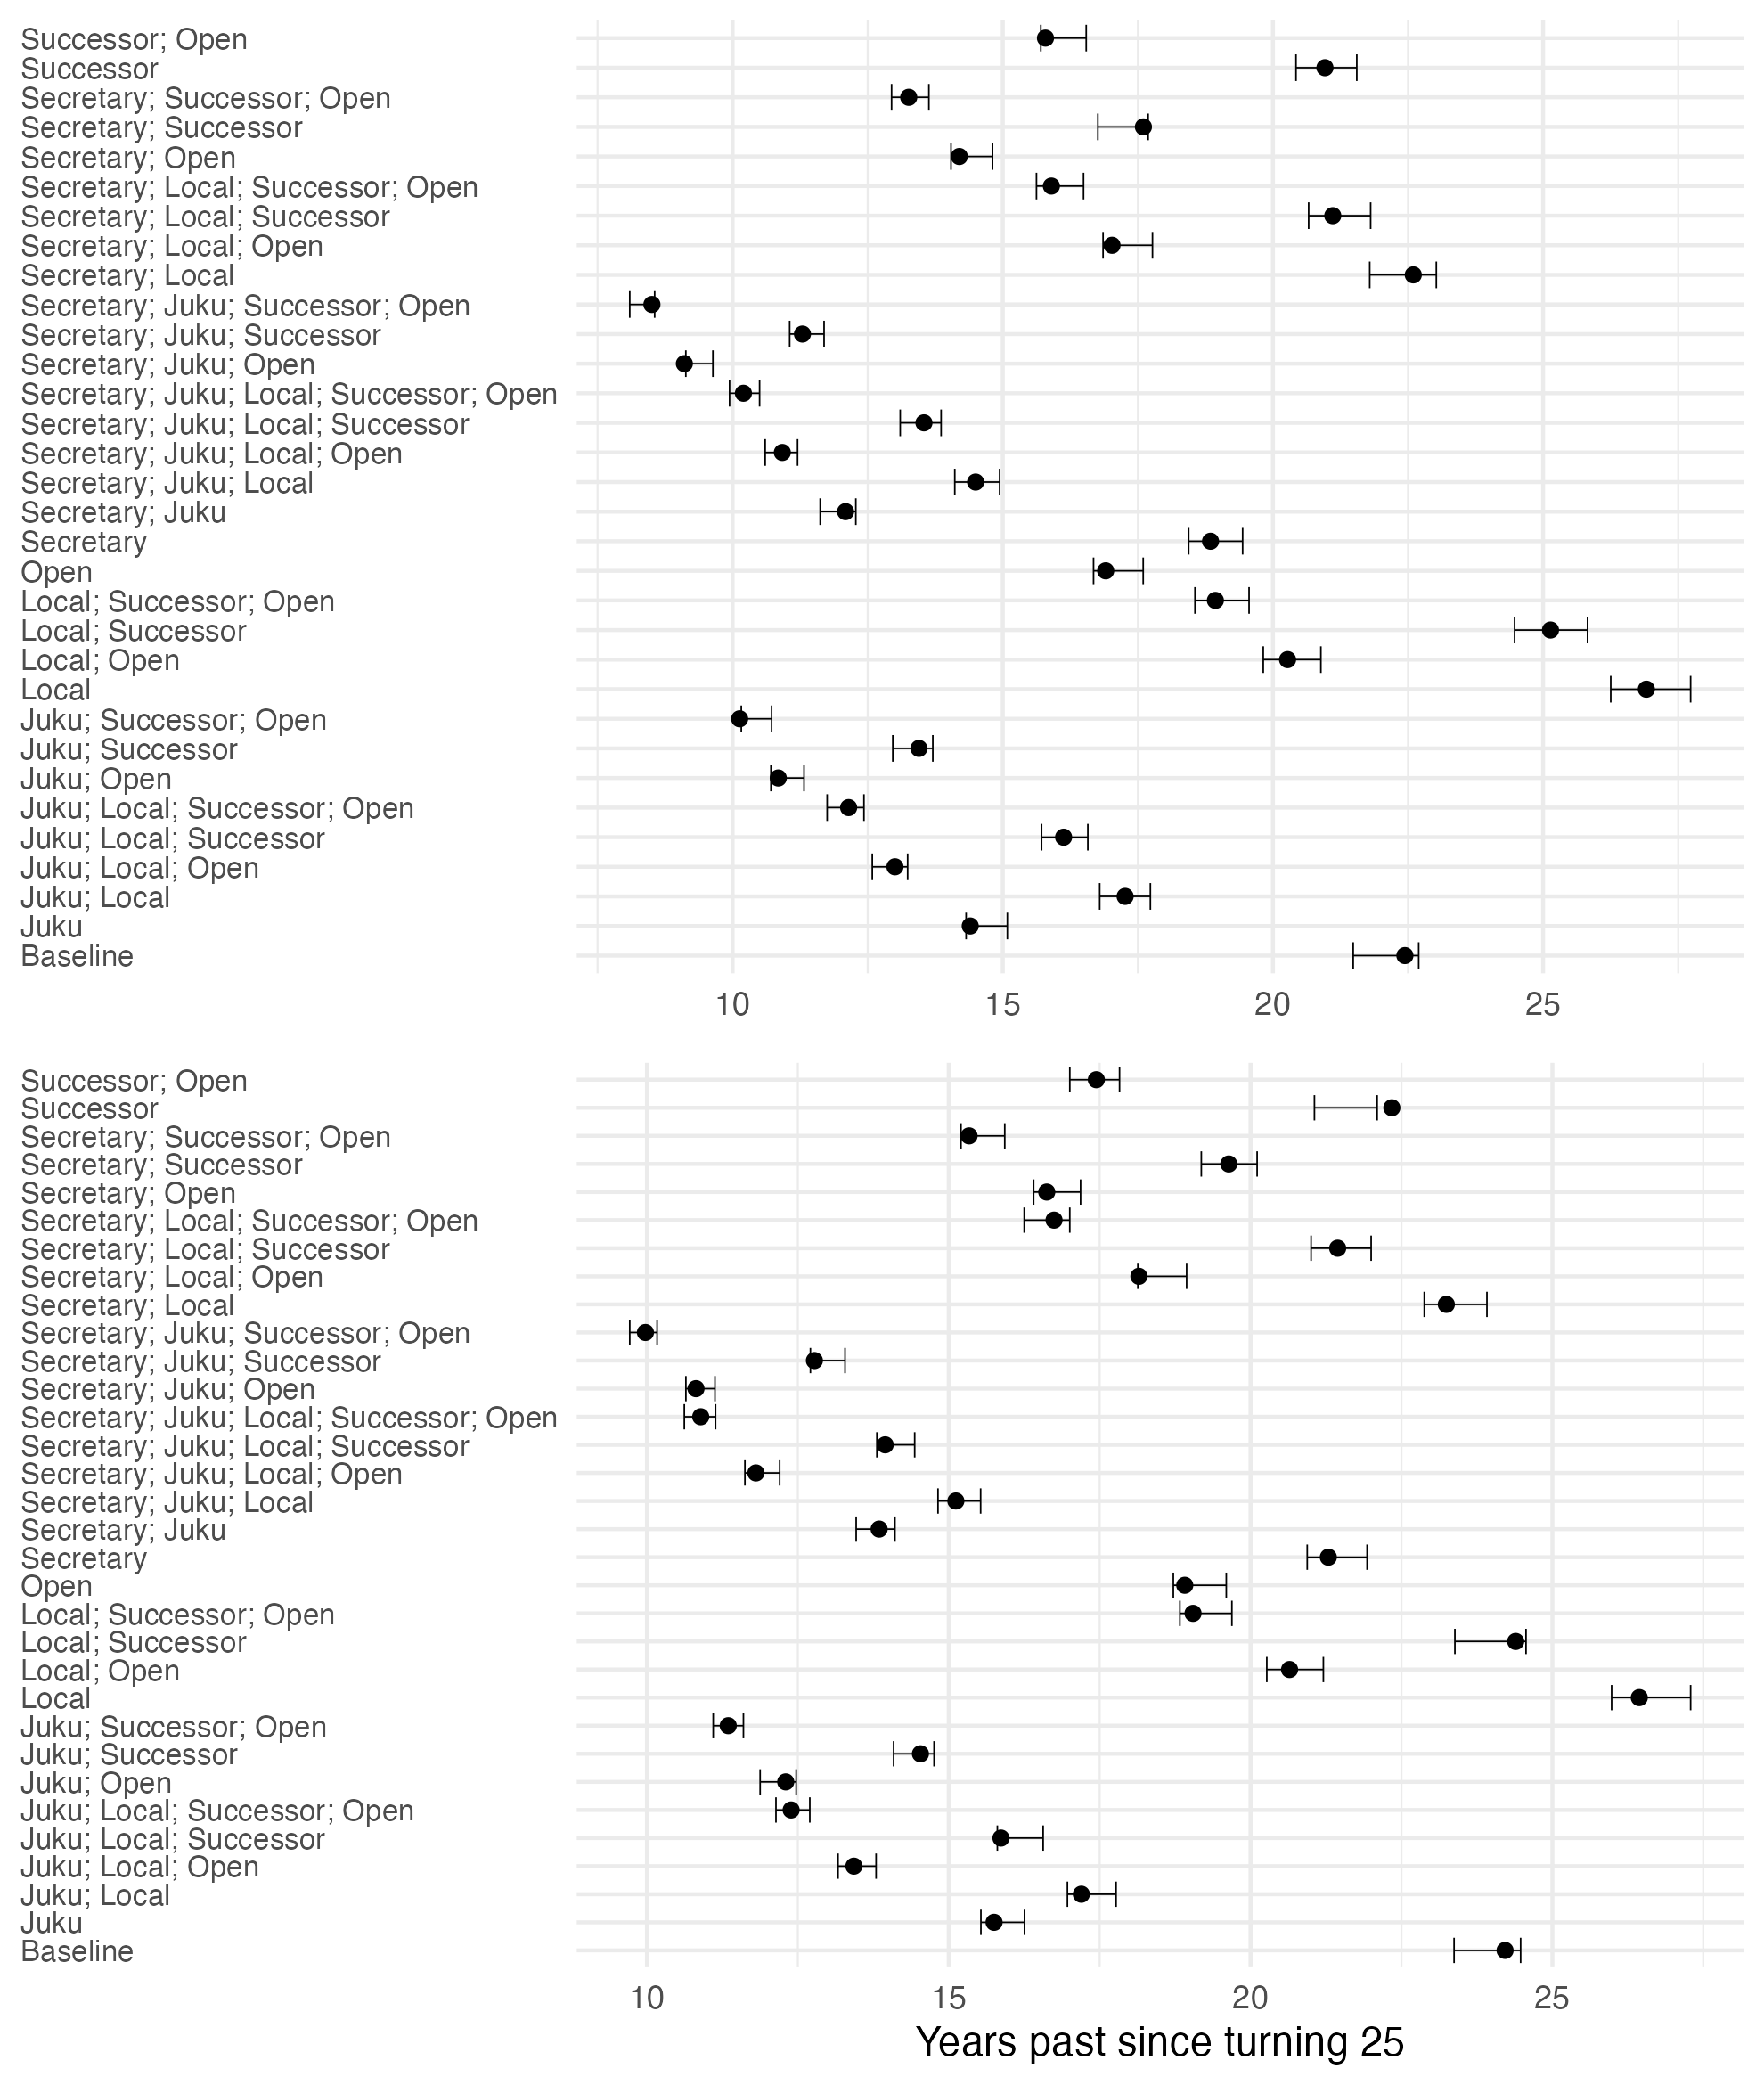 Successor; Open
Successor
Secretary; Successor; Open
Secretary; Successor
Secretary; Open
Secretary; Local; Successor; Open
Secretary; Local; Successor
Secretary; Local; Open
Secretary; Local
Secretary; Juku; Successor; Open
Secretary; Juku; Successor
Secretary; Juku; Open
Secretary; Juku; Local; Successor; Open
Secretary; Juku; Local; Successor
Secretary; Juku; Local; Open
Secretary; Juku; Local
Secretary; Juku
Secretary
Open
Local; Successor; Open
Local; Successor
Local; Open
Local
Juku; Successor; Open
Juku; Successor
Juku; Open
Juku; Local; Successor; Open
Juku; Local; Successor
Juku; Local; Open
Juku; Local
Juku
Baseline
10 15 20 25
Successor; Open
Successor
Secretary; Successor; Open
Secretary; Successor
Secretary; Open
Secretary; Local; Successor; Open
Secretary; Local; Successor
Secretary; Local; Open
Secretary; Local
Secretary; Juku; Successor; Open
Secretary; Juku; Successor
Secretary; Juku; Open
Secretary; Juku; Local; Successor; Open
Secretary; Juku; Local; Successor
Secretary; Juku; Local; Open
Secretary; Juku; Local
Secretary; Juku
Secretary
Open
Local; Successor; Open
Local; Successor
Local; Open
Local
Juku; Successor; Open
Juku; Successor
Juku; Open
Juku; Local; Successor; Open
Juku; Local; Successor
Juku; Local; Open
Juku; Local
Juku
Baseline
10 15 20 25
Years past since turning 25